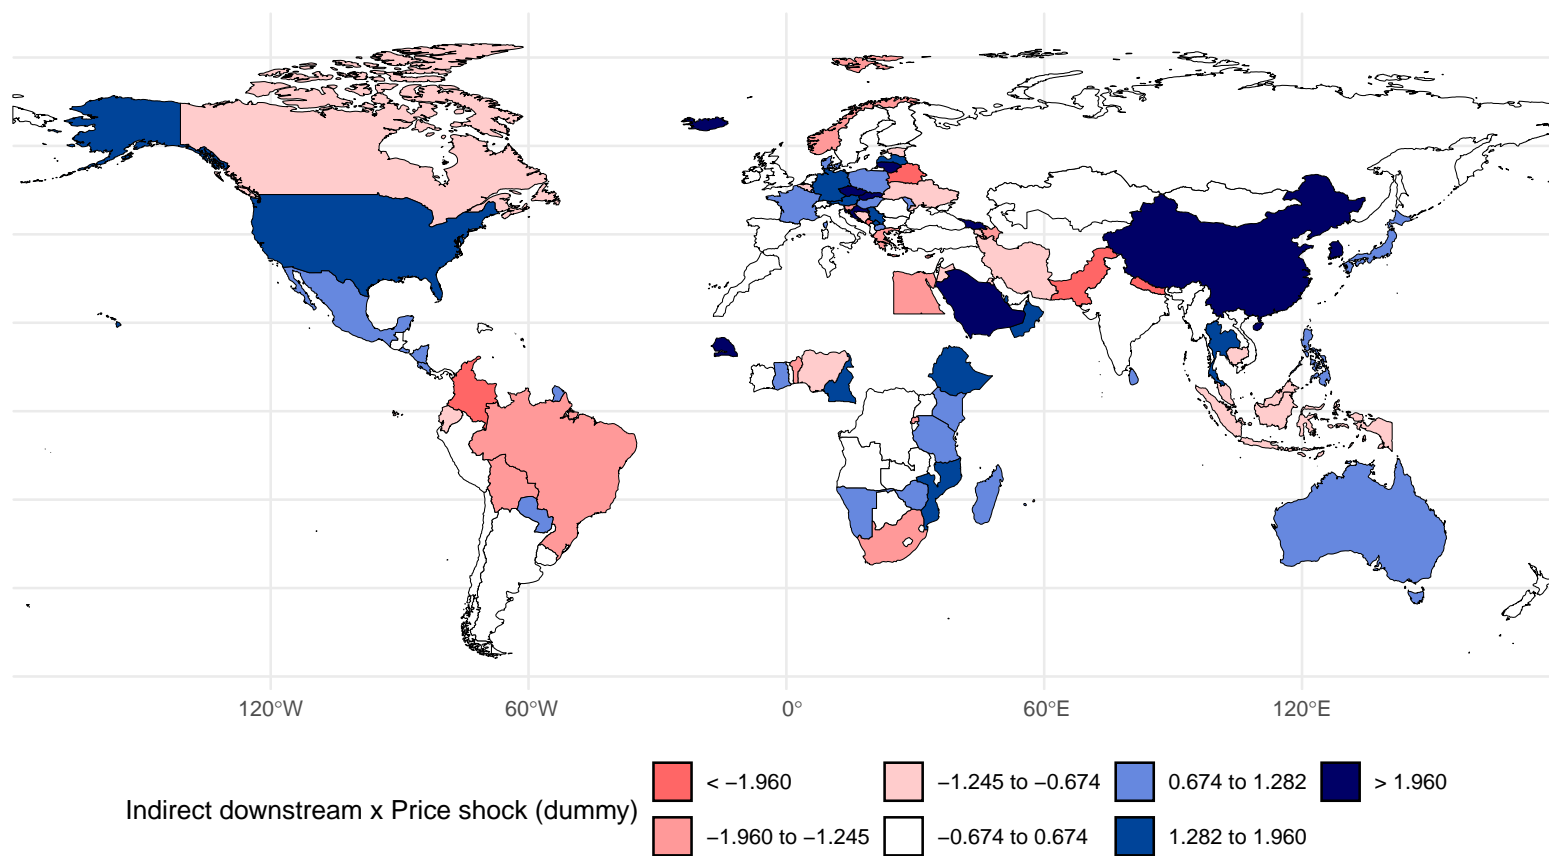 120°W 60°W 0° 60°E 120°E
Indirect downstream x Price shock (dummy)
< −1.960 −1.245 to −0.674 0.674 to 1.282 > 1.960
−1.960 to −1.245 −0.674 to 0.674 1.282 to 1.960